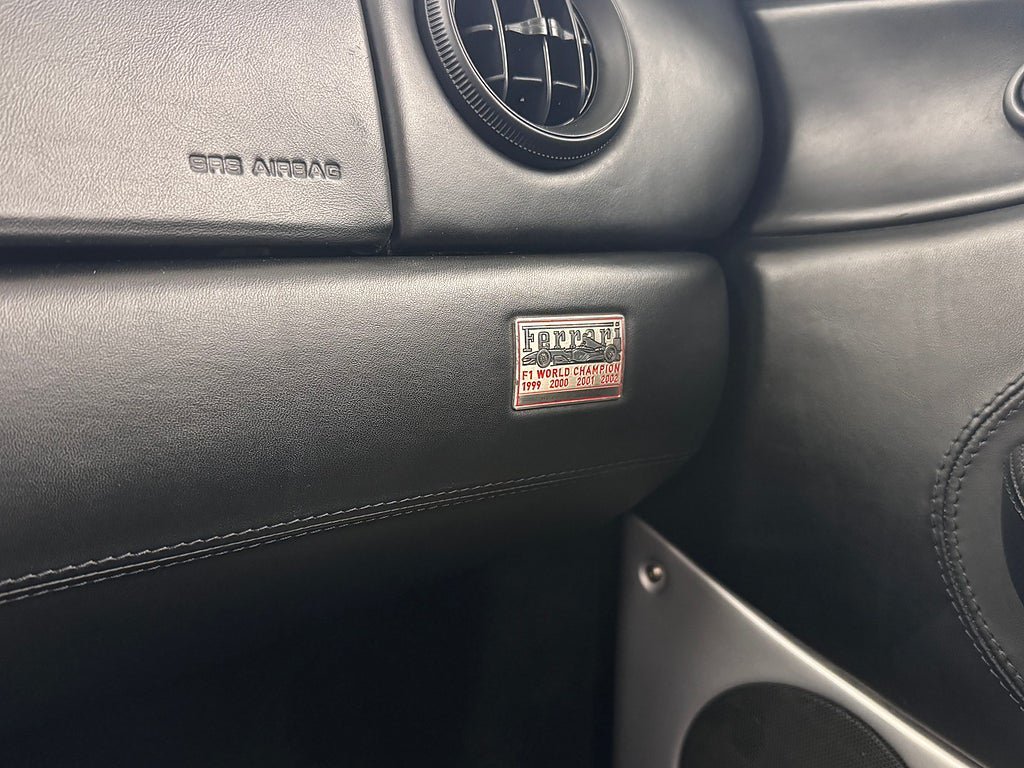 SRS AIRBAG
Ferrari
F1 WORLD CHAMPION
1999 2000 2001 2002